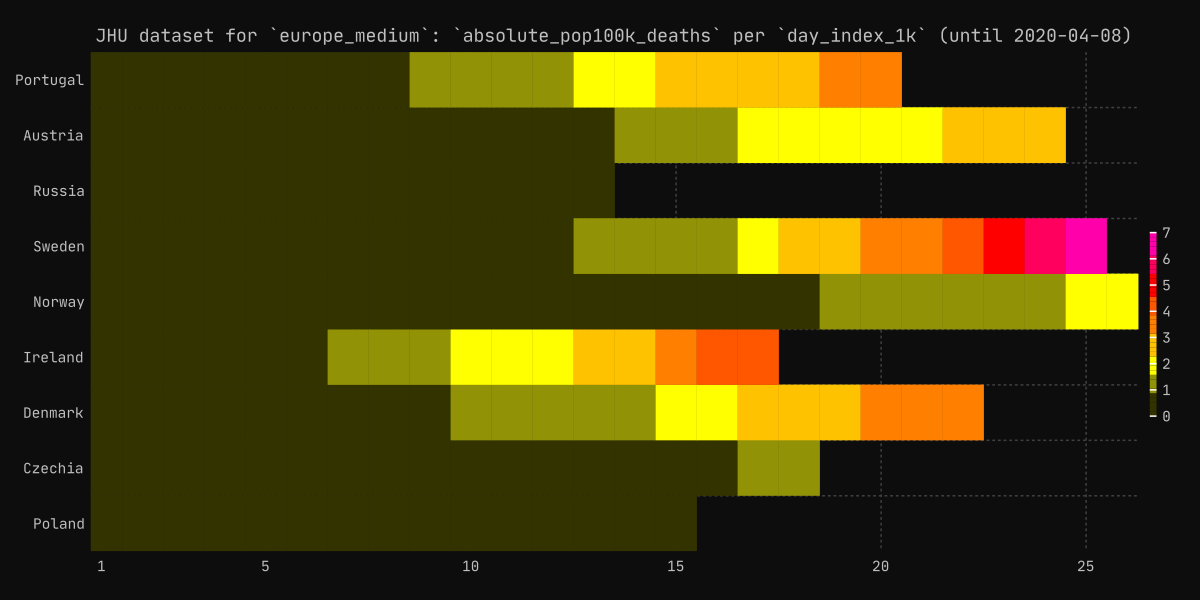 JHU dataset for `europe_medium`: `absolute_pop100k_deaths` per `day_index_1k` (until 2020-04-08)
Portugal
Austria
Russia
Sweden
Norway
Ireland
Denmark
Czechia
Poland
7
6
5
4
3
2
1
0
1 5 10 15 20 25